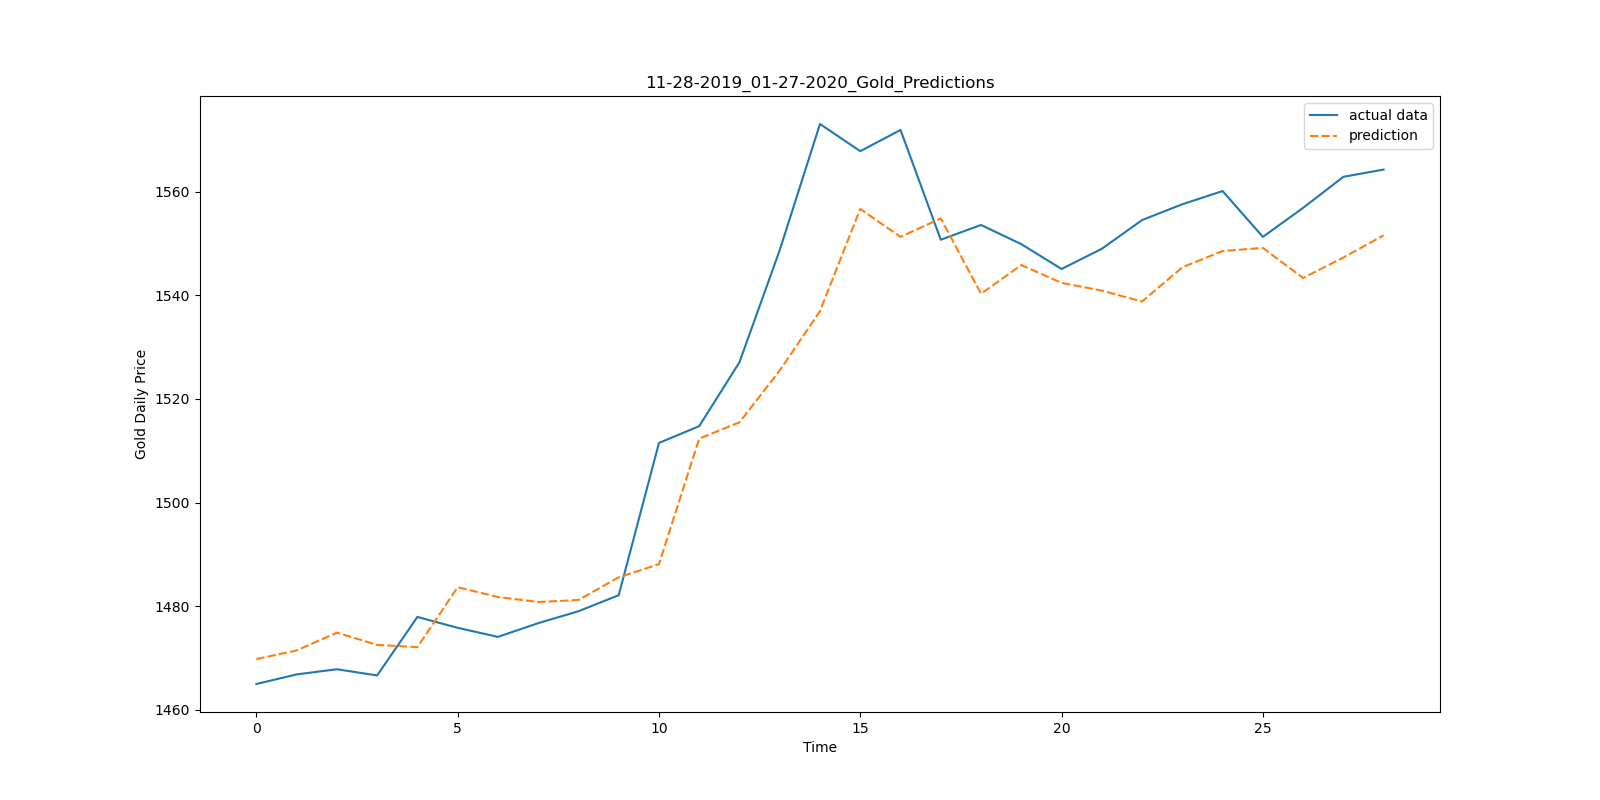 11-28-2019_01-27-2020_Gold_Predictions
actual data
prediction
Gold Daily Price
1560
1540
1520
1500
1480
1460
0 5 10 15 20 25
Time